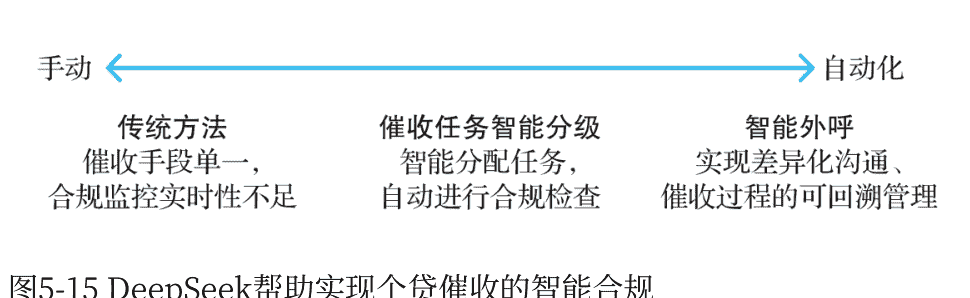 手动
自动化
传统方法
催收手段单一，
合规监控实时性不足
催收任务智能分级
智能分配任务，
自动进行合规检查
智能外呼
实现差异化沟通、
催收过程的可回溯管理
图5-15 DeepSeek帮助实现个贷催收的智能合规